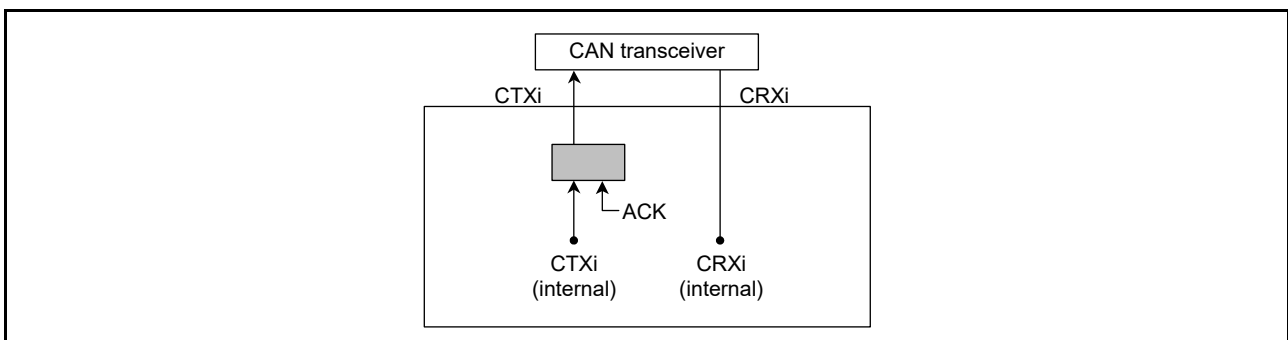 CAN transceiver
CTXi
CRXi
ACK
CTXi
(internal)
CRXi
(internal)